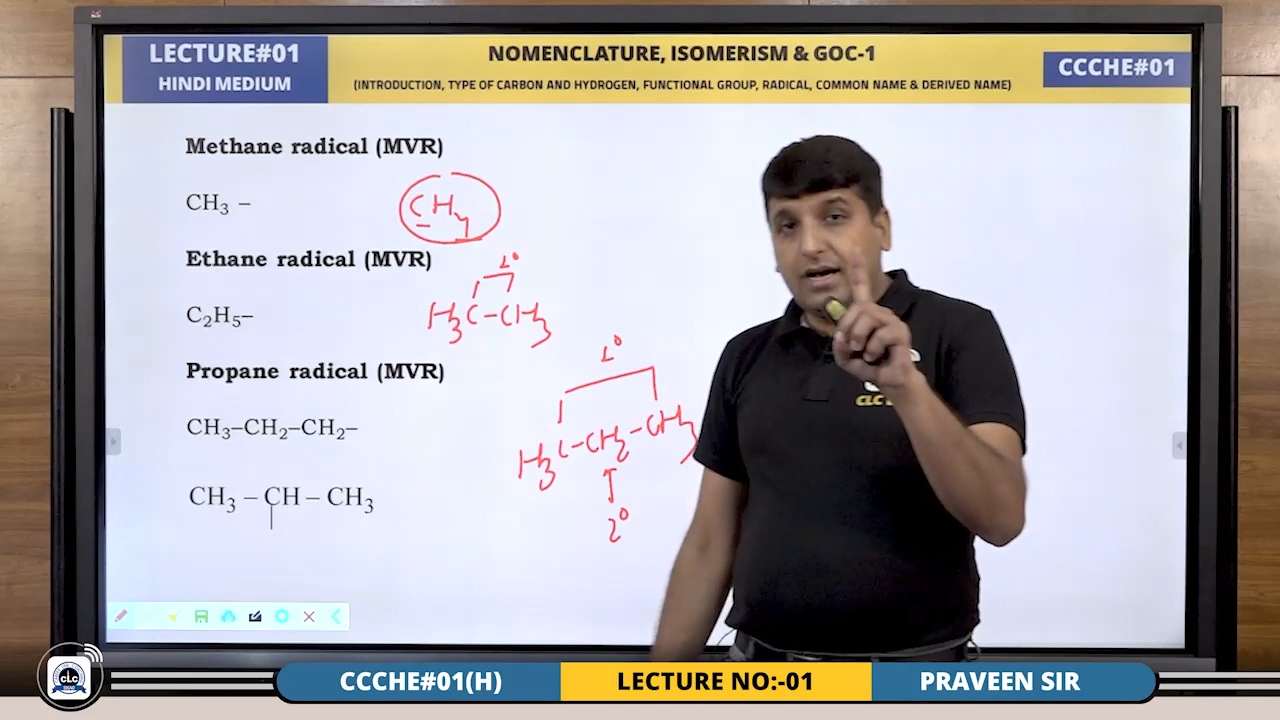 LECTURE#01
HINDI MEDIUM
NOMENCLATURE, ISOMERISM & GOC-1
(INTRODUCTION, TYPE OF CARBON AND HYDROGEN, FUNCTIONAL GROUP, RADICAL, COMMON NAME & DERIVED NAME)
CCCHE#01
Methane radical (MVR)
CH₃ –
CH₄
Ethane radical (MVR)
1°
C₂H₅–
H₃C–CH₃
Propane radical (MVR)
1°
CH₃–CH₂–CH₂–
H₃C–CH₂–CH₃
CH₃ – CH – CH₃
2°
CLC
CLC
CCCHE#01(H)
LECTURE NO:-01
PRAVEEN SIR